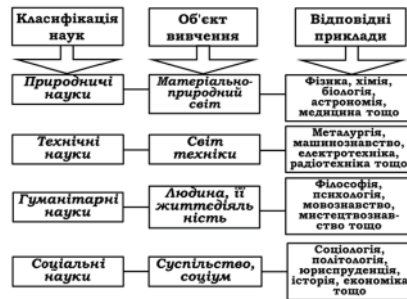 Класифікація
наук
Об'єкт
вивчення
Відповідні
приклади
Природничі
науки
Матеріально-
природний
світ
Фізика, хімія,
біологія,
астрономія,
медицина тощо
Технічні
науки
Світ
техніки
Металургія,
машинознавство,
електротехніка,
радіотехніка тощо
Гуманітарні
науки
Людина, її
життєдіяль
ність
Філософія,
психологія,
мовознавство,
мистецтвознав-
ство тощо
Соціальні
науки
Суспільство,
соціум
Соціологія,
політологія,
юриспруденція,
історія, економіка
тощо